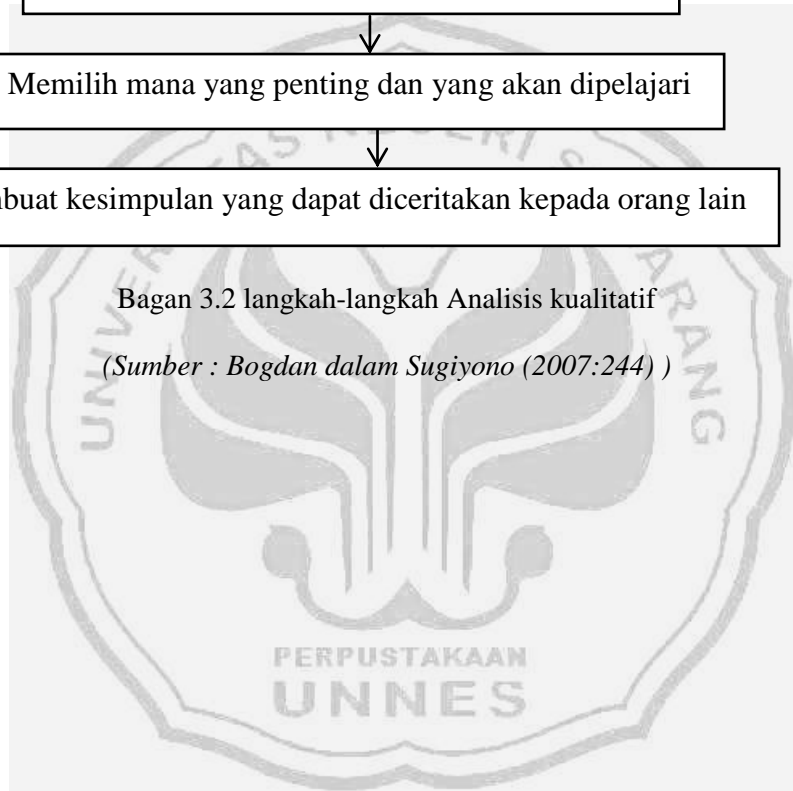 Memilih mana yang penting dan yang akan dipelajari
buat kesimpulan yang dapat diceritakan kepada orang lain
Bagan 3.2 langkah-langkah Analisis kualitatif
(Sumber : Bogdan dalam Sugiyono (2007:244) )
PERPUSTAKAAN
UNNES